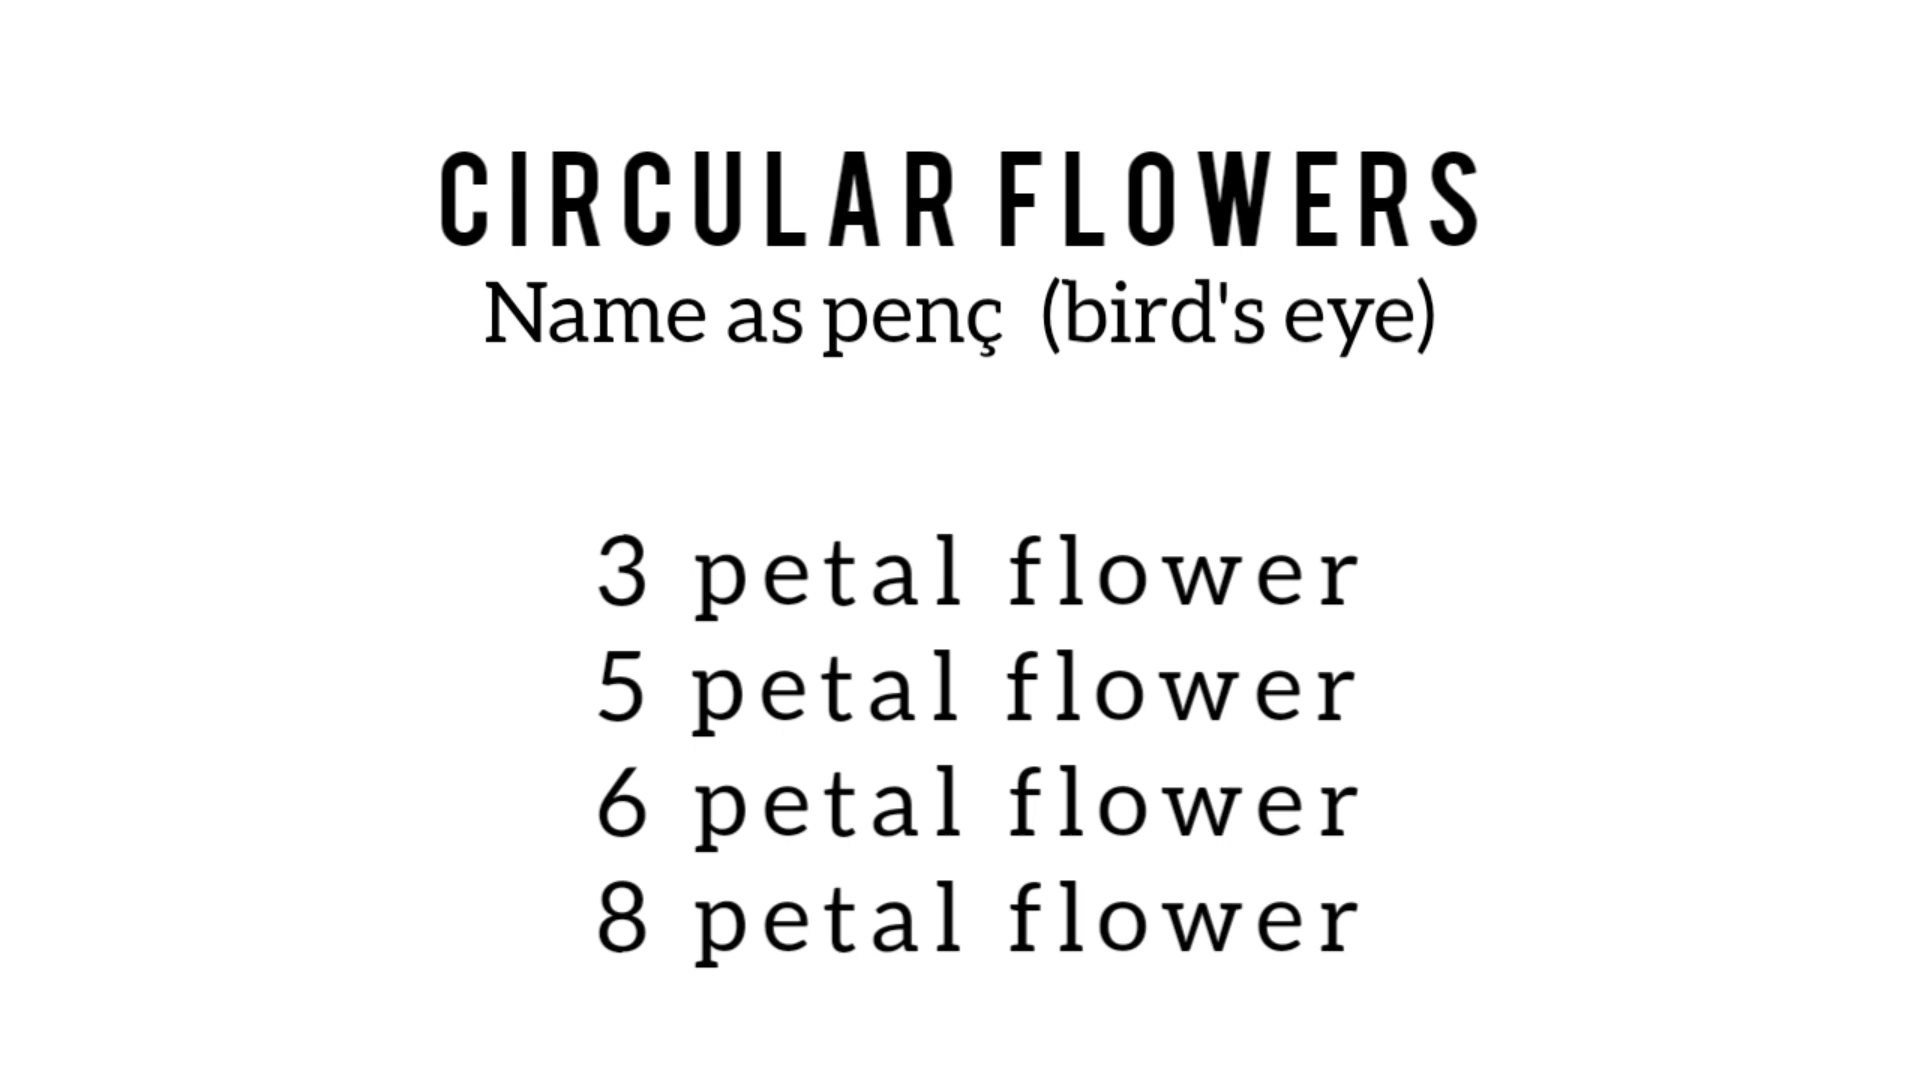 CIRCULAR FLOWERS
Name as penç (bird's eye)
3 petal flower
5 petal flower
6 petal flower
8 petal flower